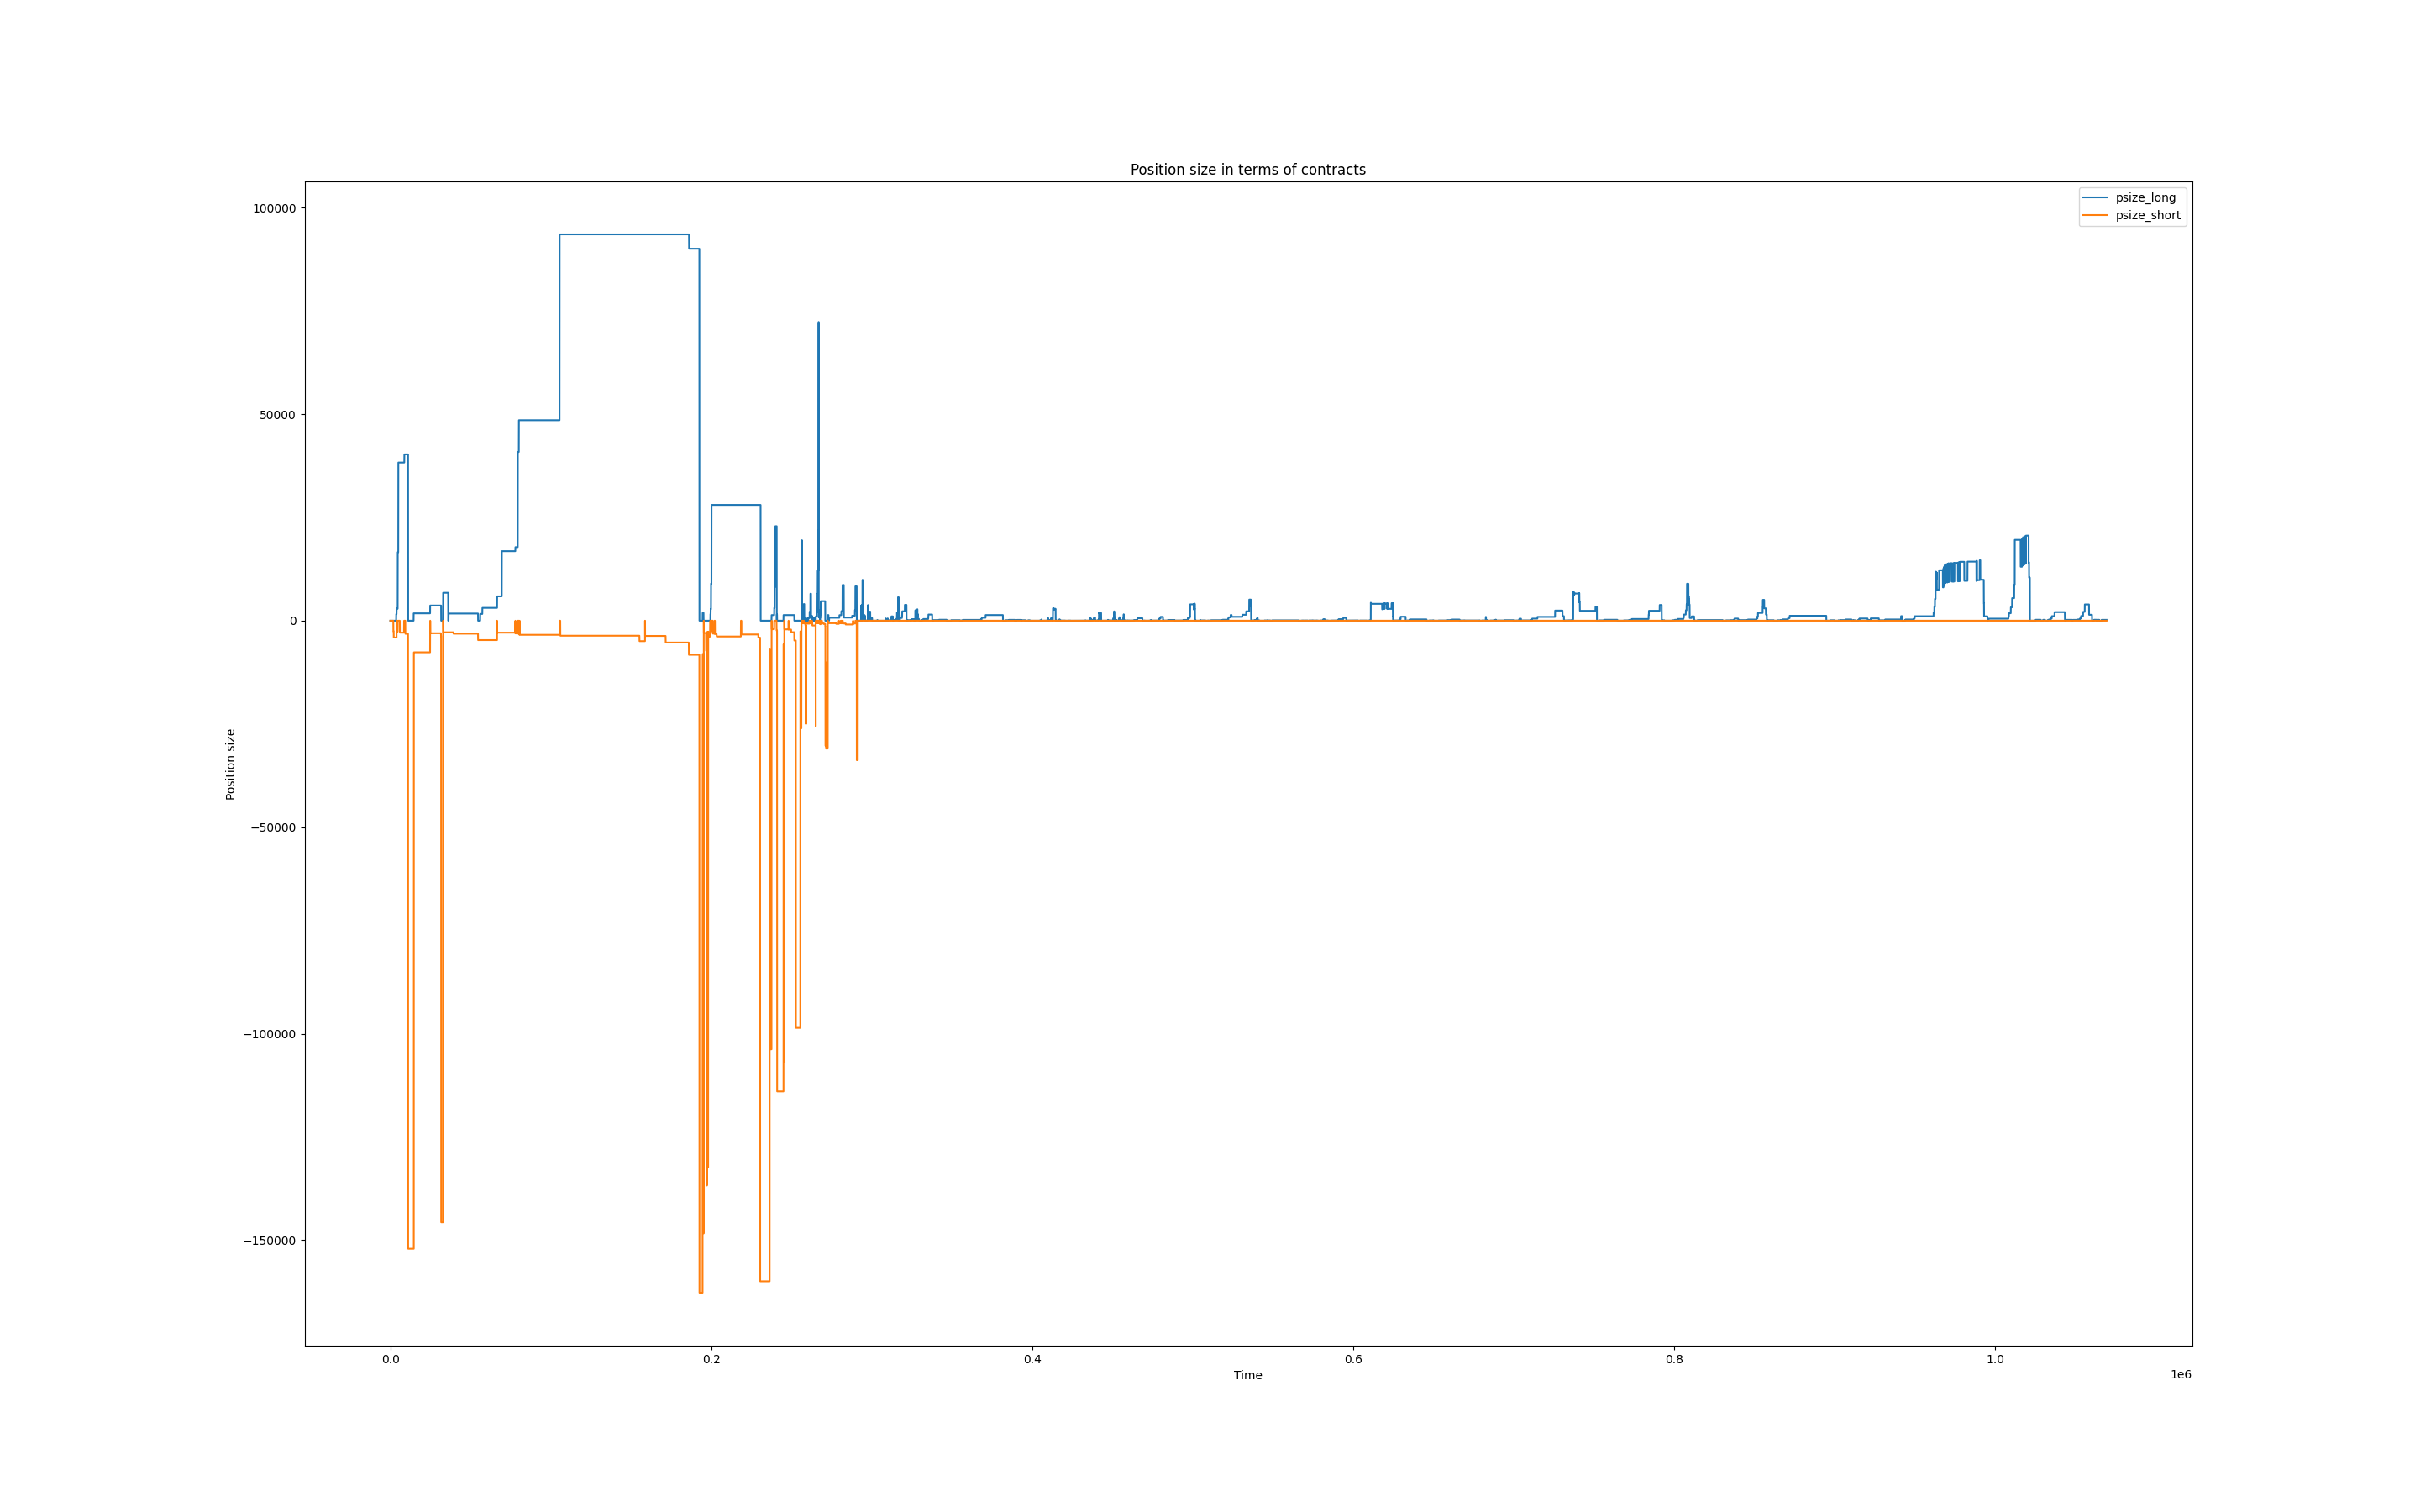 Position size in terms of contracts
psize_long
psize_short
100000
50000
0
−50000
−100000
−150000
Position size
0.0
0.2
0.4
0.6
0.8
1.0
1e6
Time